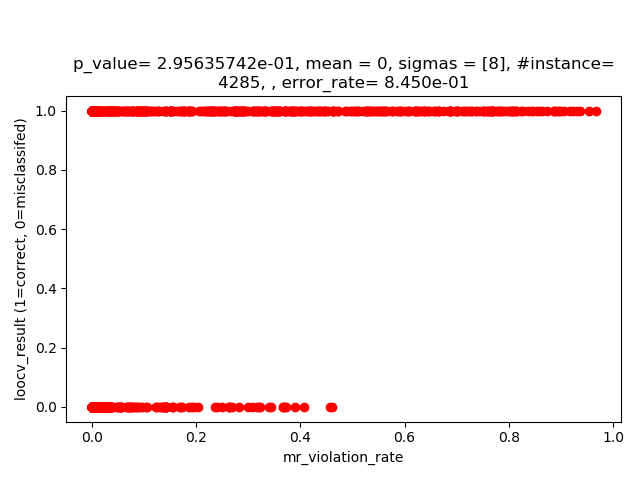 p_value= 2.95635742e-01, mean = 0, sigmas = [8], #instance=
4285, , error_rate= 8.450e-01
1.0
0.8
0.6
0.4
0.2
0.0
loocv_result (1=correct, 0=misclassifed)
0.0 0.2 0.4 0.6 0.8 1.0
mr_violation_rate